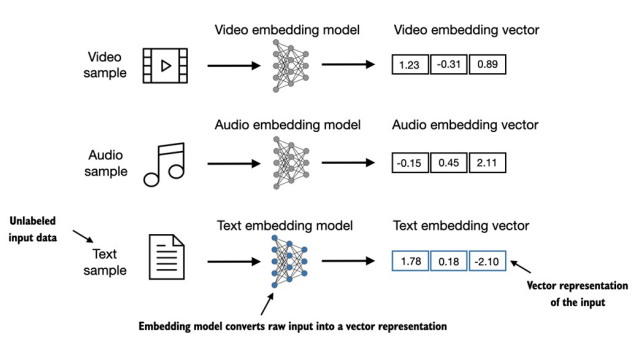 Video embedding model
Video embedding vector
Video
sample
1.23 -0.31 0.89
Audio embedding model
Audio embedding vector
Audio
sample
-0.15 0.45 2.11
Unlabeled
input data
Text embedding model
Text embedding vector
Text
sample
1.78 0.18 -2.10
Vector representation
of the input
Embedding model converts raw input into a vector representation